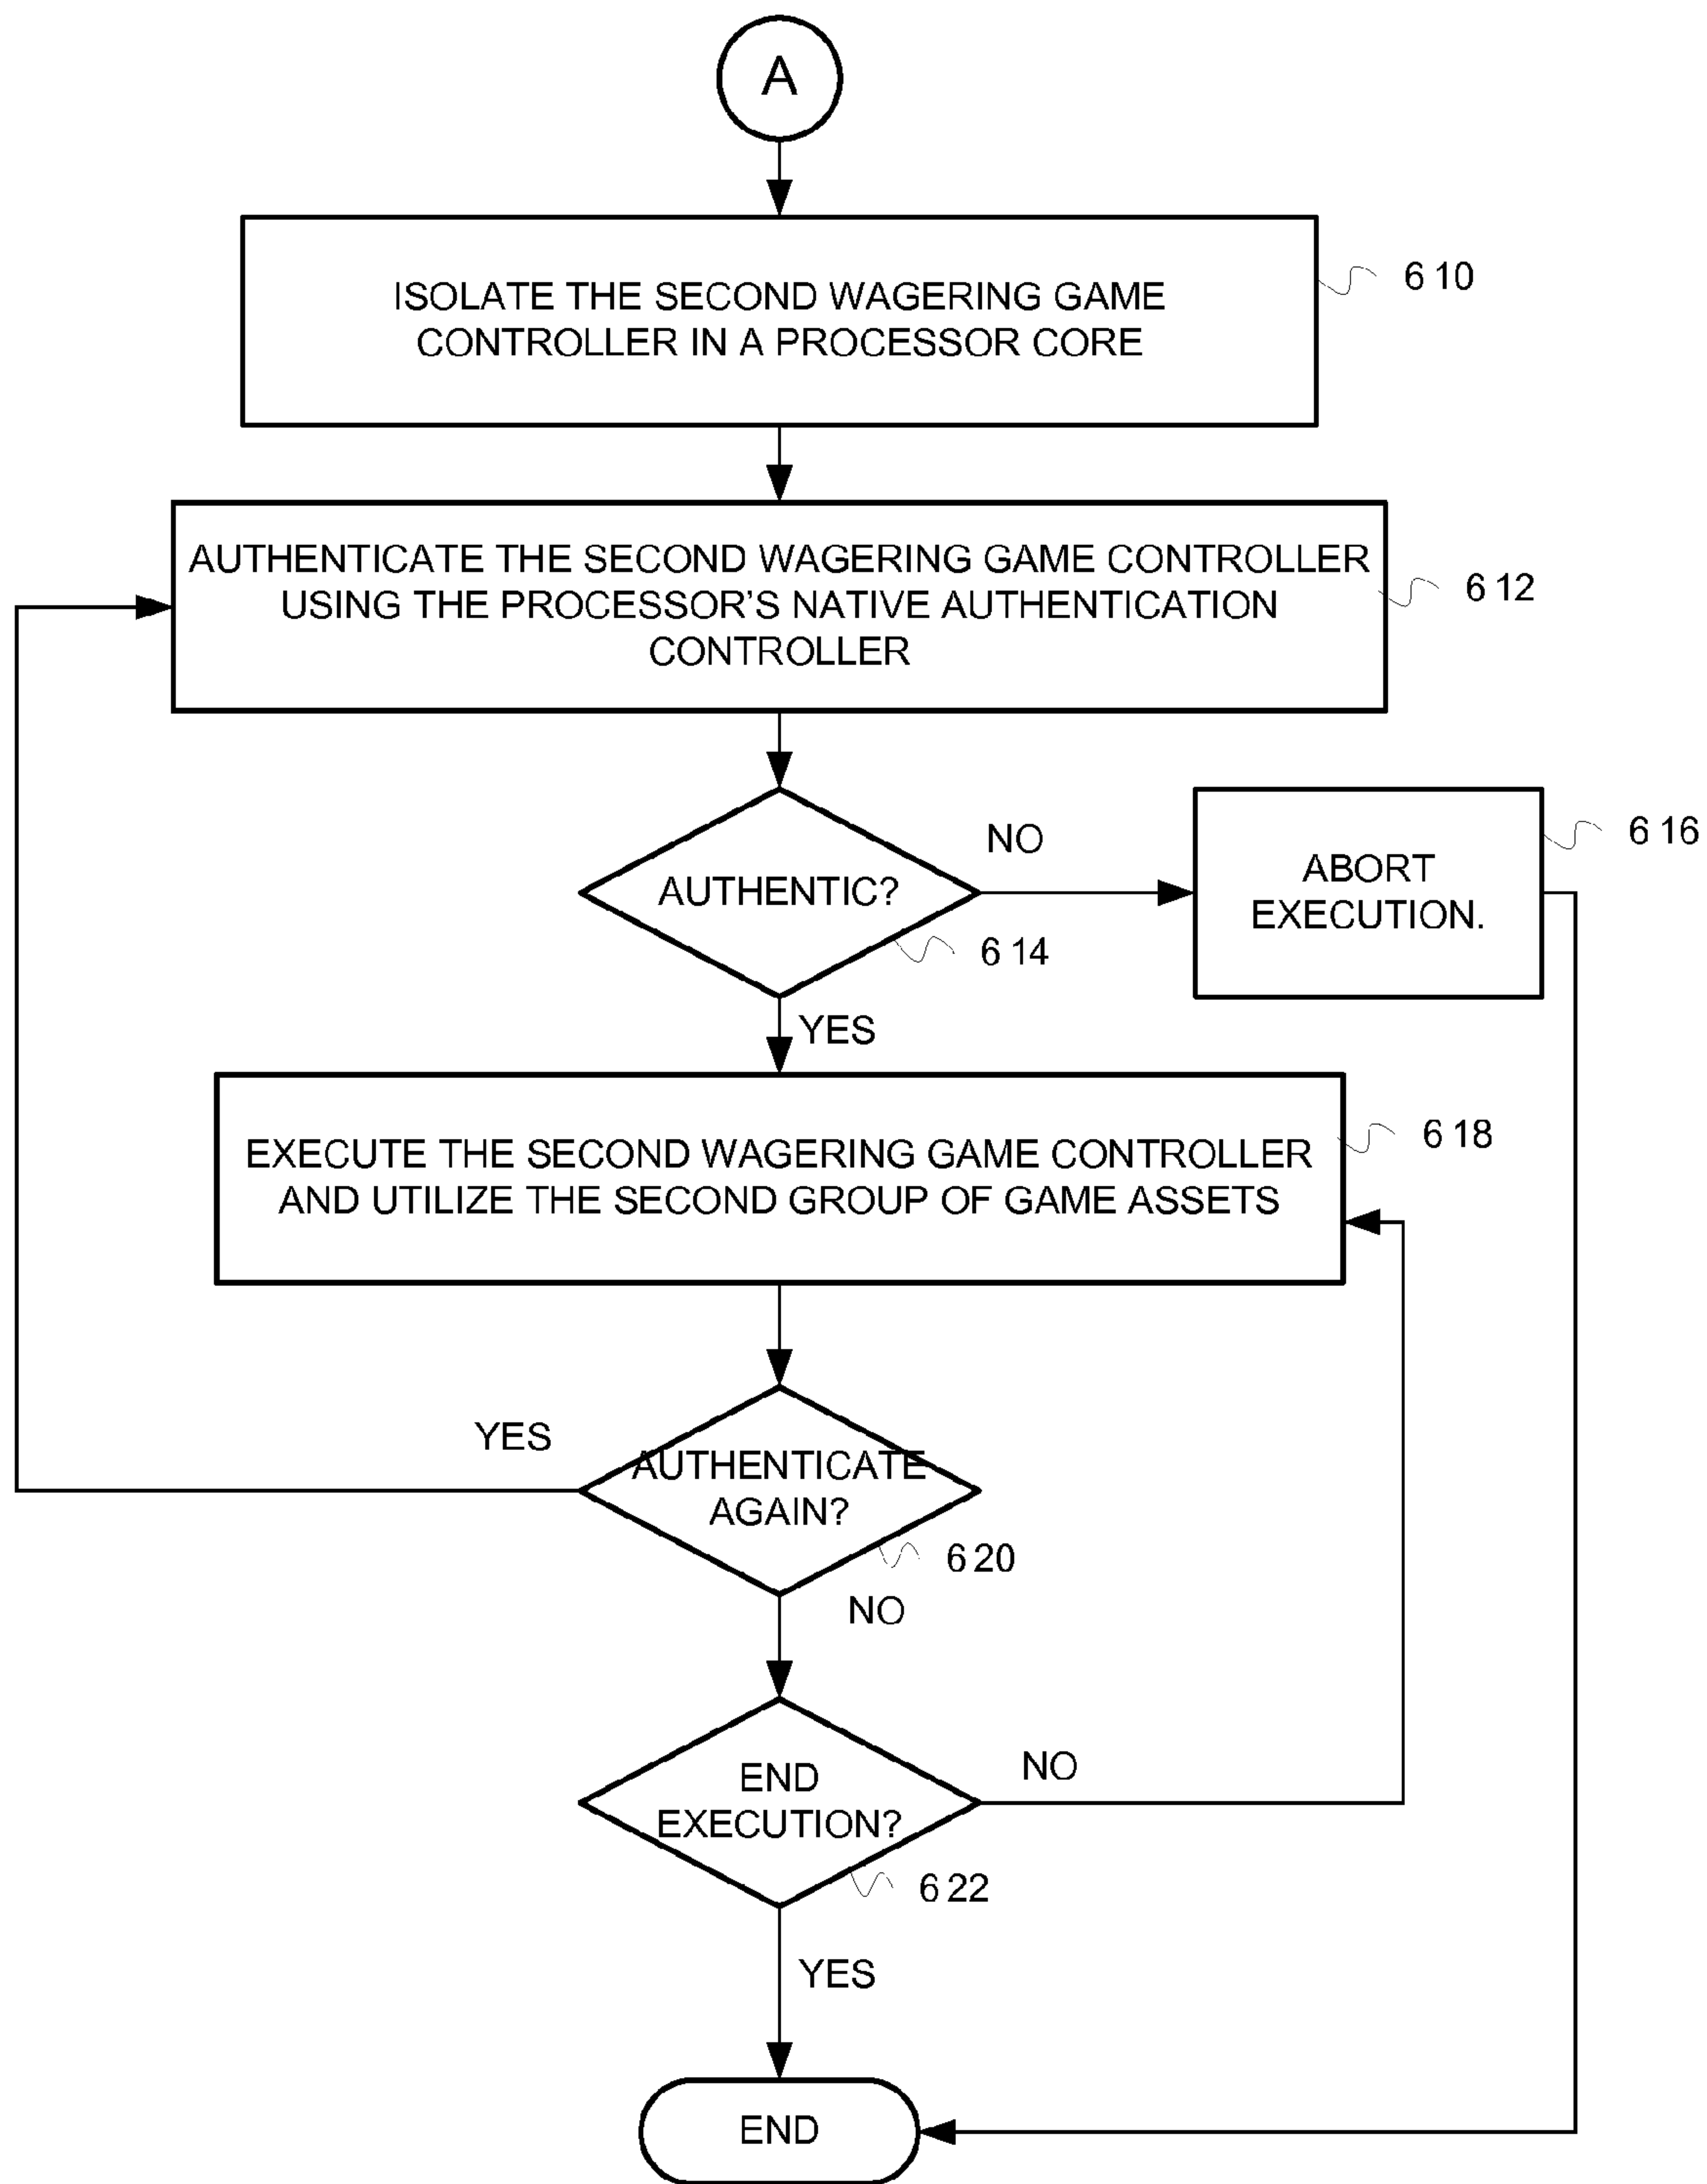 A
ISOLATE THE SECOND WAGERING GAME
CONTROLLER IN A PROCESSOR CORE
610
AUTHENTICATE THE SECOND WAGERING GAME CONTROLLER
USING THE PROCESSOR'S NATIVE AUTHENTICATION
CONTROLLER
612
AUTHENTIC?
614
NO
ABORT
EXECUTION.
616
YES
EXECUTE THE SECOND WAGERING GAME CONTROLLER
AND UTILIZE THE SECOND GROUP OF GAME ASSETS
618
YES
AUTHENTICATE
AGAIN?
620
NO
END
EXECUTION?
622
NO
YES
END